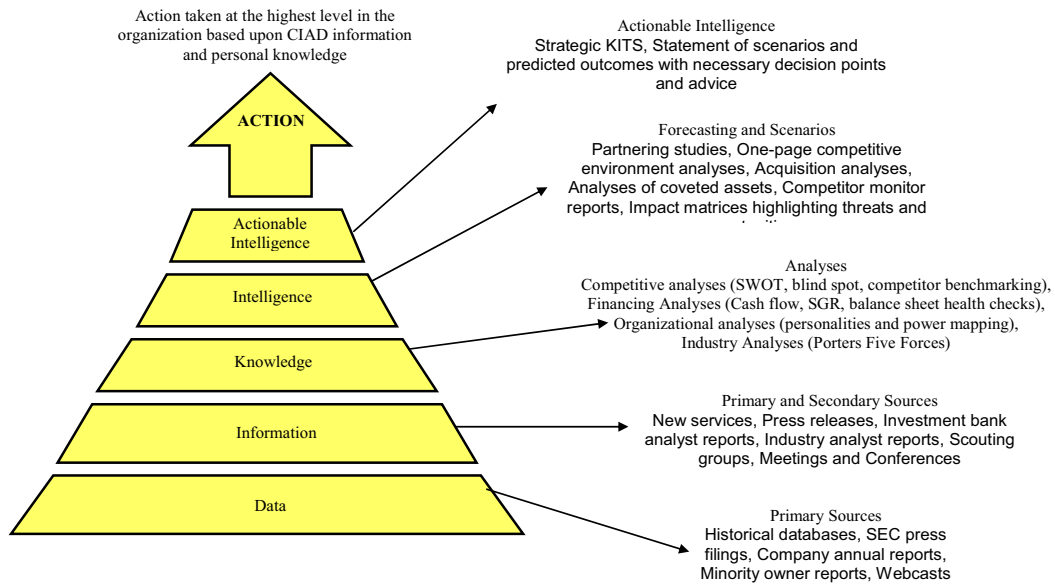 Action taken at the highest level in the
organization based upon CIAD information
and personal knowledge
ACTION
Actionable
Intelligence
Intelligence
Knowledge
Information
Data
Actionable Intelligence
Strategic KITS, Statement of scenarios and
predicted outcomes with necessary decision points
and advice
Forecasting and Scenarios
Partnering studies, One-page competitive
environment analyses, Acquisition analyses,
Analyses of coveted assets, Competitor monitor
reports, Impact matrices highlighting threats and
Analyses
Competitive analyses (SWOT, blind spot, competitor benchmarking),
Financing Analyses (Cash flow, SGR, balance sheet health checks),
Organizational analyses (personalities and power mapping),
Industry Analyses (Porters Five Forces)
Primary and Secondary Sources
New services, Press releases, Investment bank
analyst reports, Industry analyst reports, Scouting
groups, Meetings and Conferences
Primary Sources
Historical databases, SEC press
filings, Company annual reports,
Minority owner reports, Webcasts